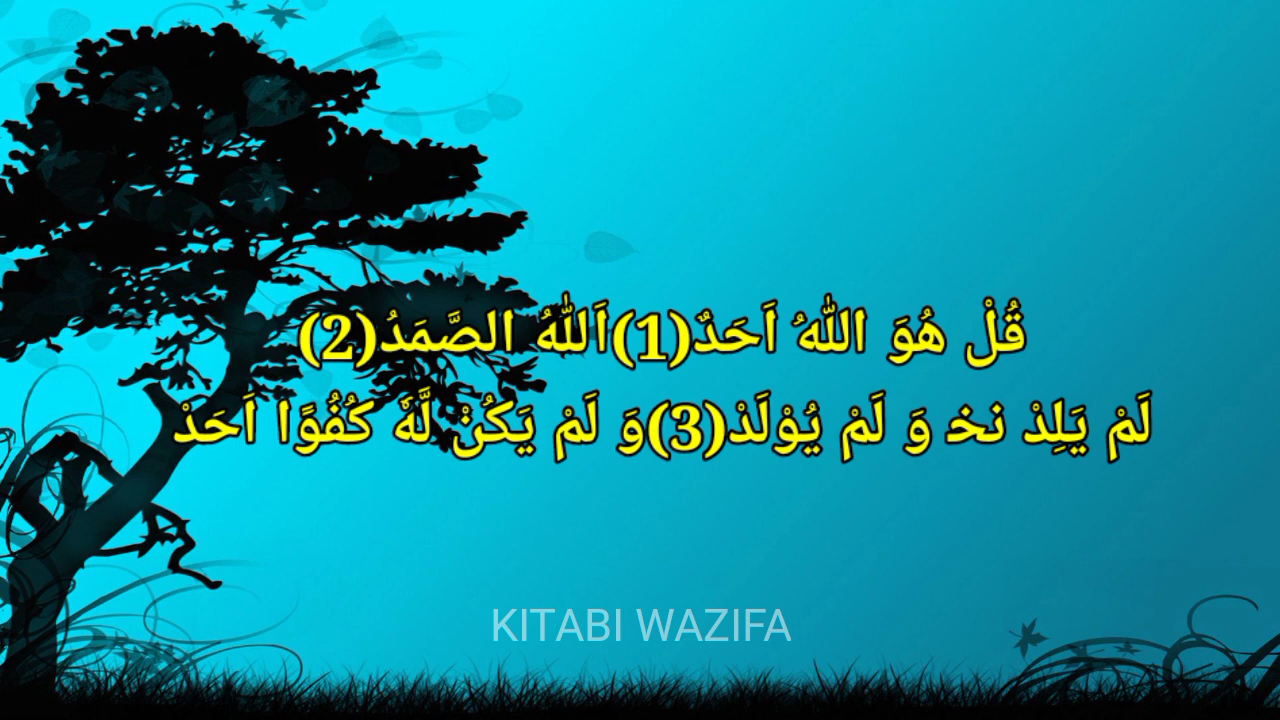 قُلْ هُوَ اللّٰهُ اَحَدٌ(1)اَللّٰهُ الصَّمَدُ(2)
لَمْ یَلِدْ نخ وَ لَمْ یُوْلَدْ(3)وَ لَمْ یَكُنْ لَّهٗ كُفُوًا اَحَدْ
KITABI WAZIFA